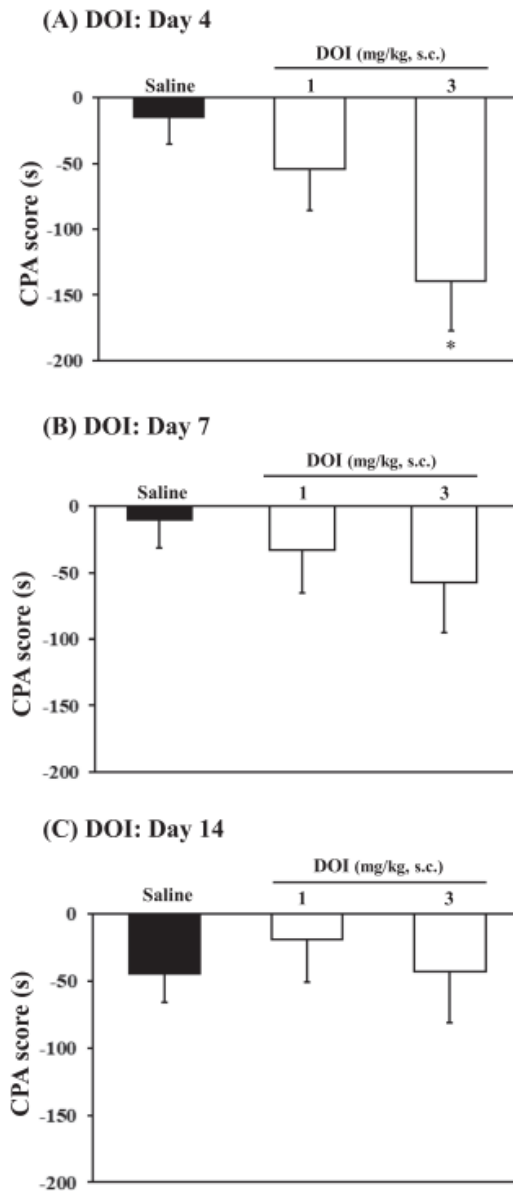 (A) DOI: Day 4
DOI (mg/kg, s.c.)
Saline 1 3
0
-50
-100
-150
-200
CPA score (s)
*
(B) DOI: Day 7
DOI (mg/kg, s.c.)
Saline 1 3
0
-50
-100
-150
-200
CPA score (s)
(C) DOI: Day 14
DOI (mg/kg, s.c.)
Saline 1 3
0
-50
-100
-150
-200
CPA score (s)